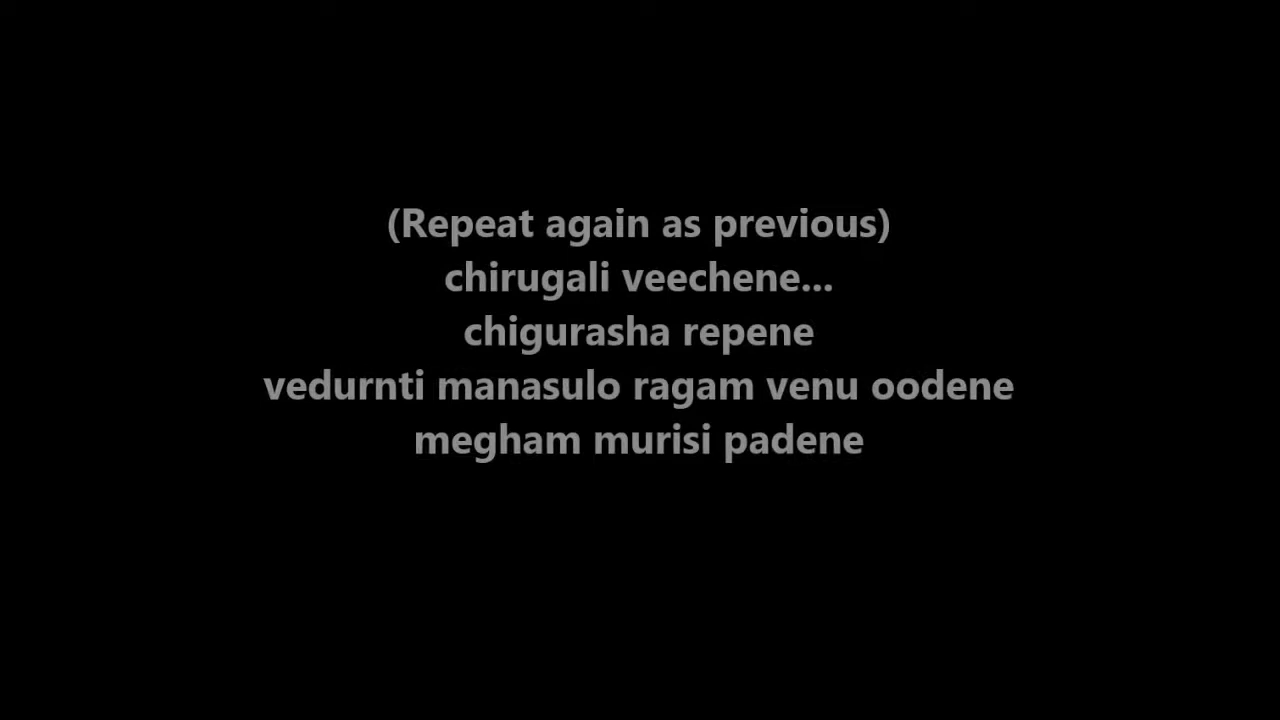 (Repeat again as previous)
chirugali veechene...
chigurasha repene
vedurnti manasulo ragam venu oodene
megham murisi padene